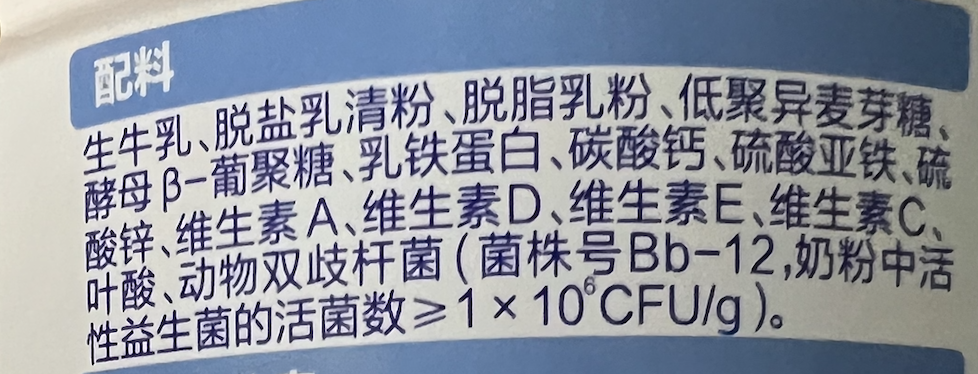 配料
生牛乳、脱盐乳清粉、脱脂乳粉、低聚异麦芽糖、
酵母β-葡聚糖、乳铁蛋白、碳酸钙、硫酸亚铁、硫
酸锌、维生素A、维生素D、维生素E、维生素C、
叶酸、动物双歧杆菌(菌株号Bb-12,奶粉中活
性益生菌的活菌数≥1×10⁶CFU/g)。